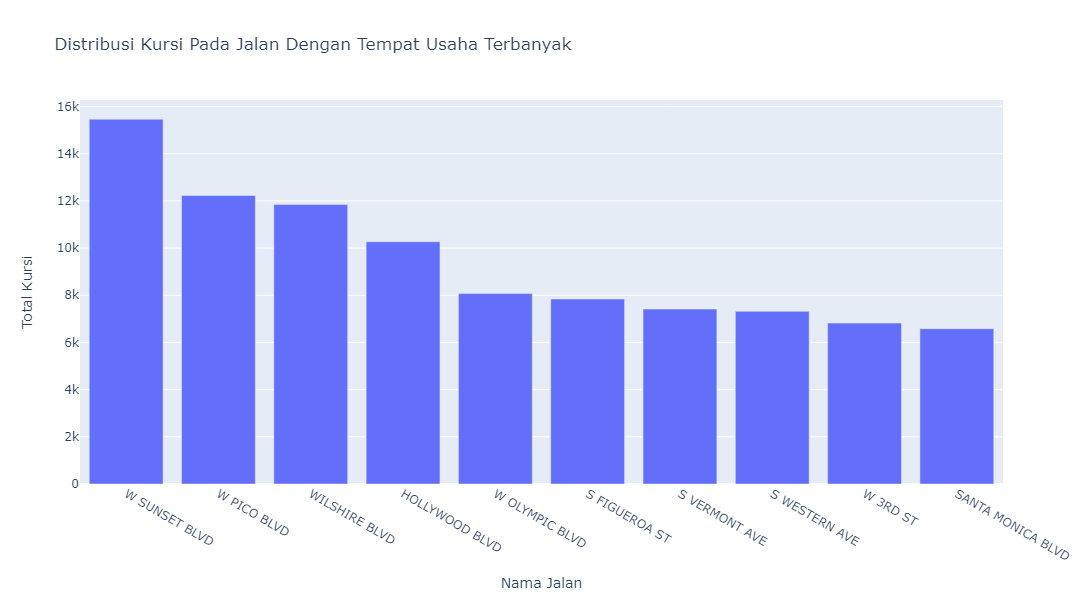 Distribusi Kursi Pada Jalan Dengan Tempat Usaha Terbanyak
Total Kursi
16k
14k
12k
10k
8k
6k
4k
2k
0
W SUNSET BLVD
W PICO BLVD
WILSHIRE BLVD
HOLLYWOOD BLVD
W OLYMPIC BLVD
S FIGUEROA ST
S VERMONT AVE
S WESTERN AVE
W 3RD ST
SANTA MONICA BLVD
Nama Jalan